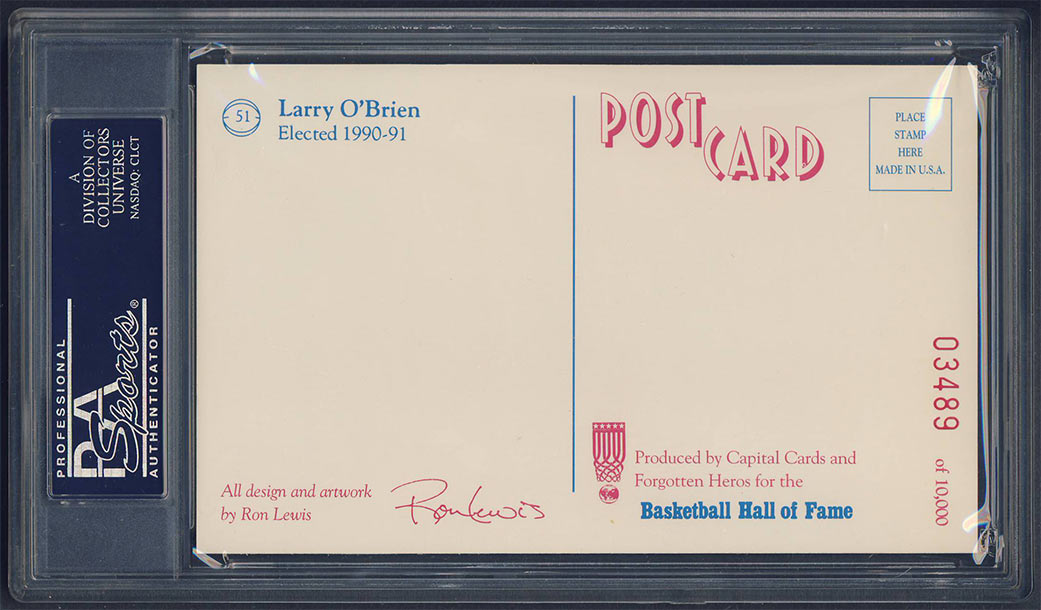 A
DIVISION OF
COLLECTORS
UNIVERSE
NASDAQ: CLCT
PROFESSIONAL
PSA
Sports®
AUTHENTICATOR
51
Larry O'Brien
Elected 1990-91
All design and artwork
by Ron Lewis
Ron Lewis
POST
CARD
PLACE
STAMP
HERE
MADE IN U.S.A.
03489 of 10,000
Produced by Capital Cards and
Forgotten Heros for the
Basketball Hall of Fame